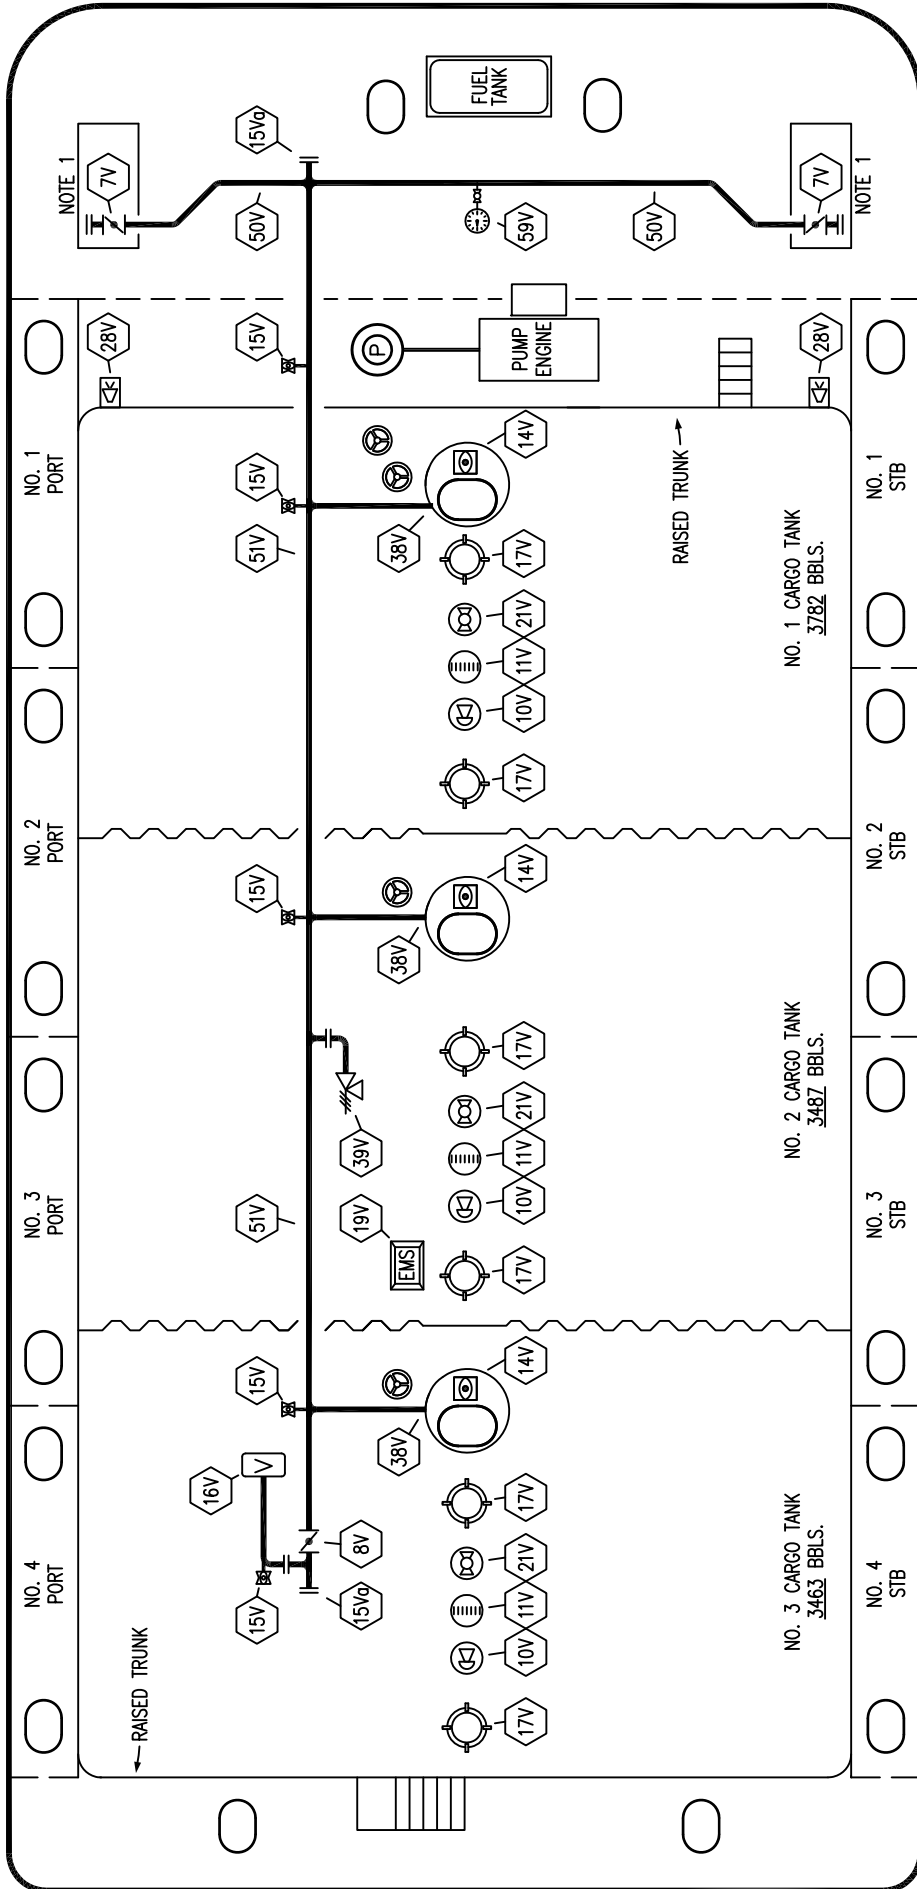 FUEL
TANK
15Va
NOTE 1
7V
50V
59V
50V
7V
NOTE 1
28V
15V
P
PUMP
ENGINE
28V
NO. 1
PORT
15V
14V
RAISED TRUNK
NO. 1
STB
51V
38V
17V
21V
11V
10V
17V
NO. 1 CARGO TANK
3782 BBLS.
NO. 2
PORT
15V
14V
38V
NO. 2
STB
17V
39V
21V
11V
10V
NO. 2 CARGO TANK
3487 BBLS.
NO. 3
PORT
51V
19V
EMS
17V
NO. 3
STB
15V
14V
38V
16V
V
17V
8V
21V
15V
15Va
11V
10V
NO. 4
PORT
NO. 3 CARGO TANK
3463 BBLS.
NO. 4
STB
RAISED TRUNK
17V